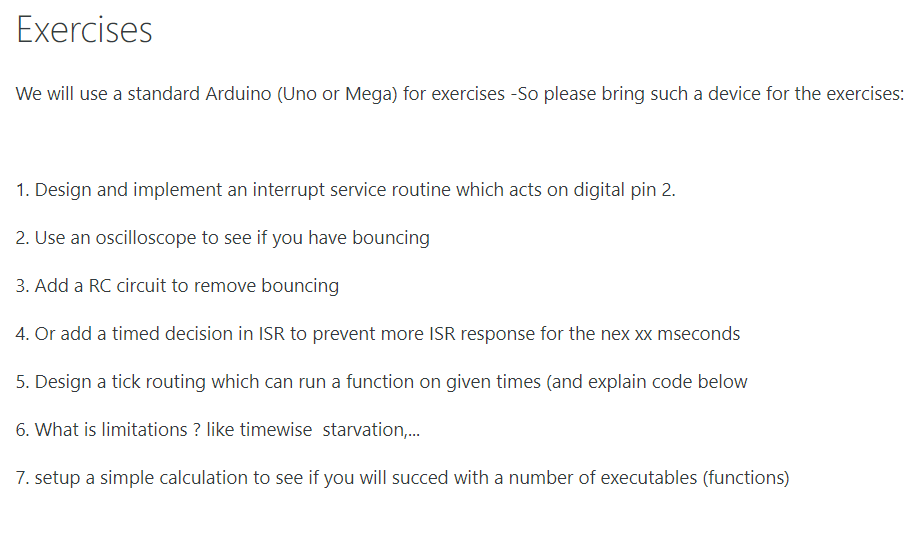 Exercises
We will use a standard Arduino (Uno or Mega) for exercises -So please bring such a device for the exercises:
1. Design and implement an interrupt service routine which acts on digital pin 2.
2. Use an oscilloscope to see if you have bouncing
3. Add a RC circuit to remove bouncing
4. Or add a timed decision in ISR to prevent more ISR response for the nex xx mseconds
5. Design a tick routing which can run a function on given times (and explain code below
6. What is limitations ? like timewise  starvation,...
7. setup a simple calculation to see if you will succed with a number of executables (functions)